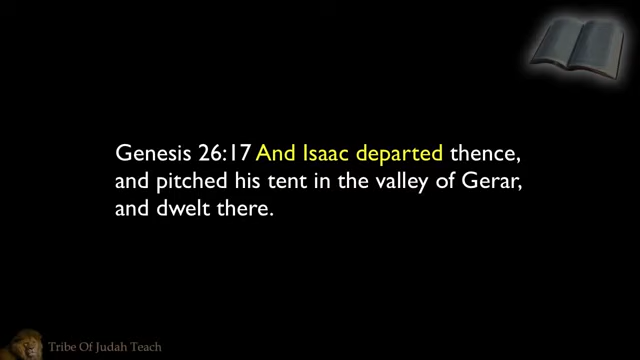 Genesis 26:17 And Isaac departed thence,
and pitched his tent in the valley of Gerar,
and dwelt there.
Tribe Of Judah Teach